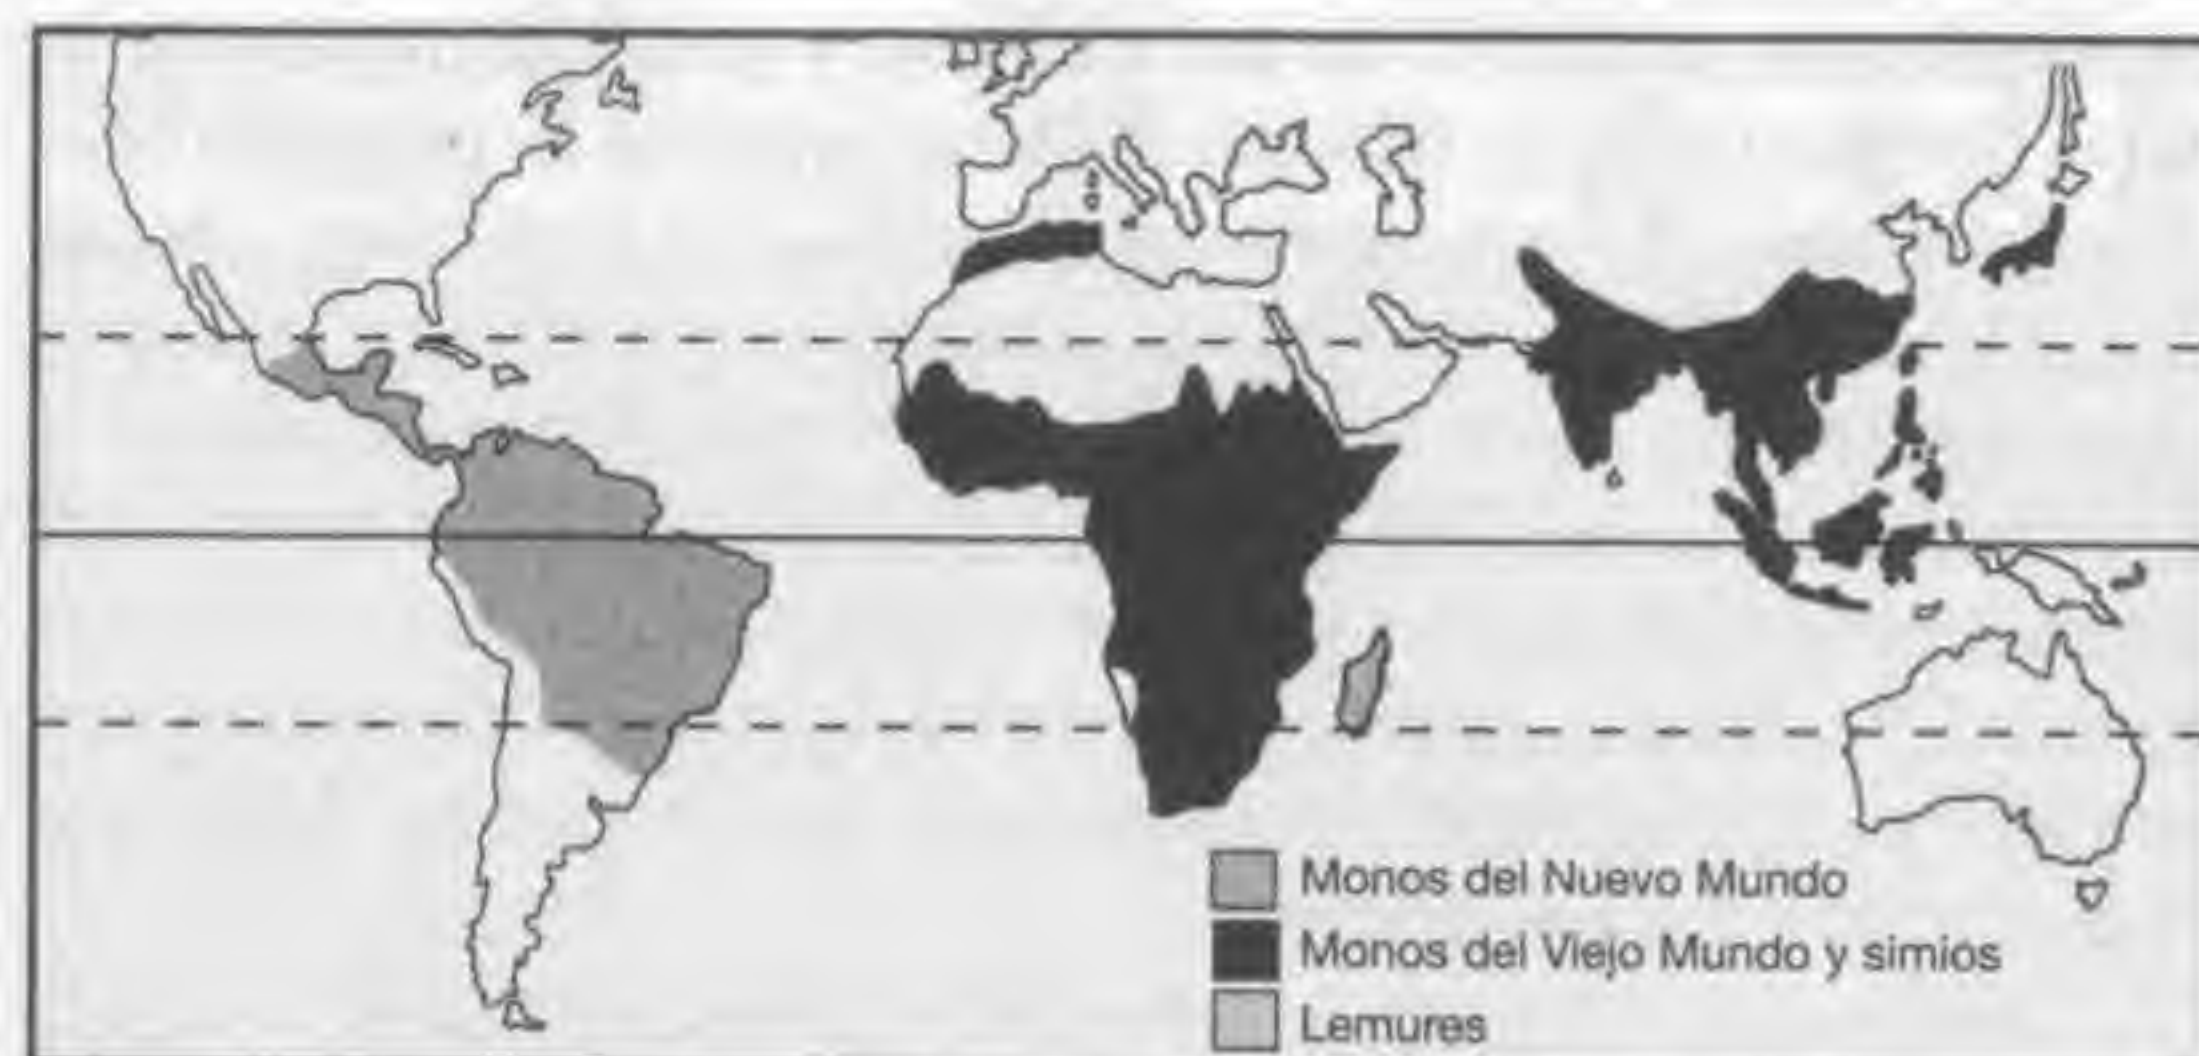 Monos del Nuevo Mundo
Monos del Viejo Mundo y simios
Lemures